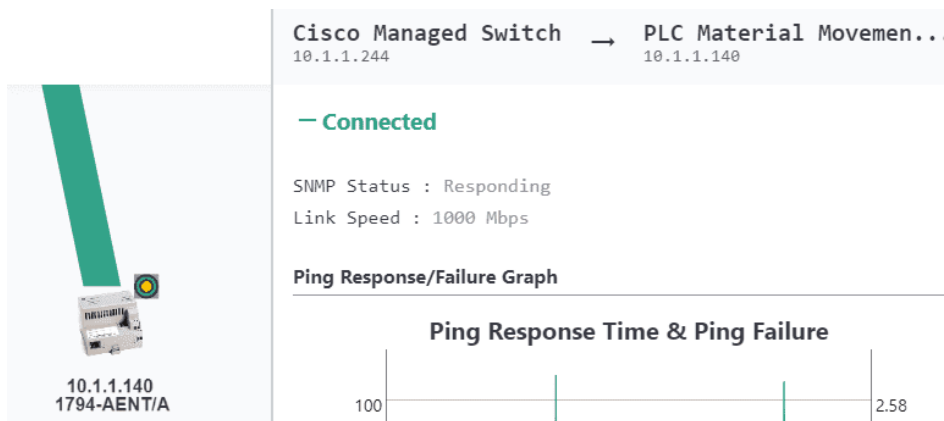 Cisco Managed Switch → PLC Material Movemen...
10.1.1.244 10.1.1.140
— Connected
SNMP Status : Responding
Link Speed : 1000 Mbps
Ping Response/Failure Graph
Ping Response Time & Ping Failure
100 2.58
10.1.1.140
1794-AENT/A